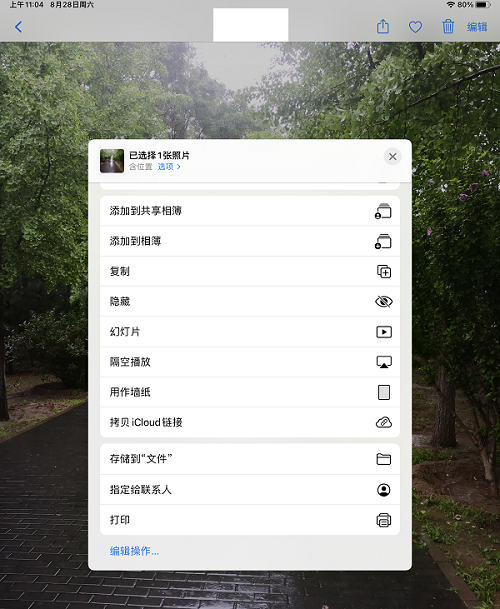 上午11:04 8月28日周六
80%
编辑
已选择1张照片
含位置 选项 >
添加到共享相簿
添加到相簿
复制
隐藏
幻灯片
隔空播放
用作墙纸
拷贝 iCloud 链接
存储到“文件”
指定给联系人
打印
编辑操作...